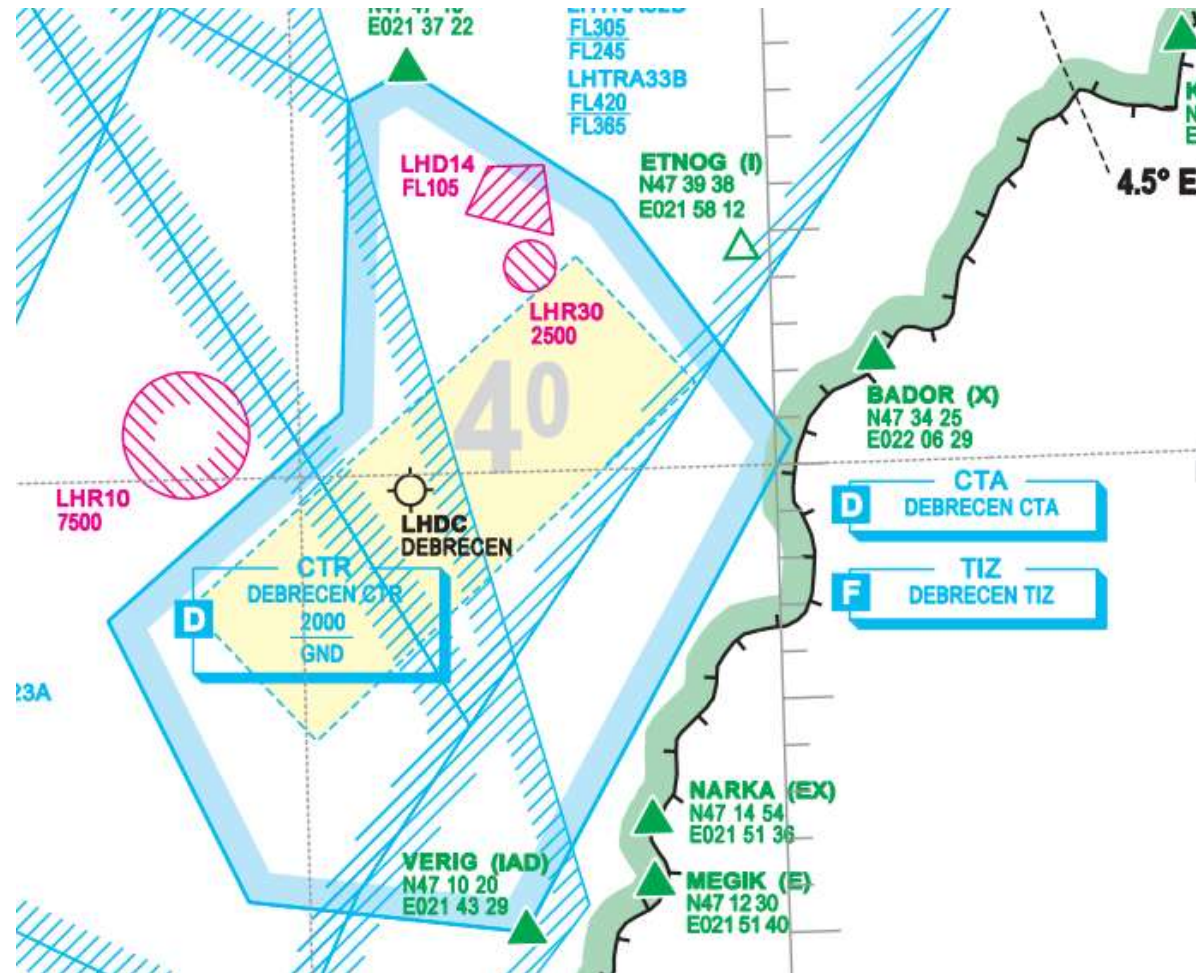 E021 37 22
FL305
FL245
LHTRA33B
FL420
FL365
LHD14
FL105
ETNOG (I)
N47 39 38
E021 58 12
4.5° E
LHR30
2500
4⁰
BADOR (X)
N47 34 25
E022 06 29
LHR10
7500
LHDC
DEBRECEN
CTA
D
DEBRECEN CTA
CTR
DEBRECEN CTR
D
2000
GND
TIZ
F
DEBRECEN TIZ
23A
NARKA (EX)
N47 14 54
E021 51 36
VERIG (IAD)
N47 10 20
E021 43 29
MEGIK (E)
N47 12 30
E021 51 40